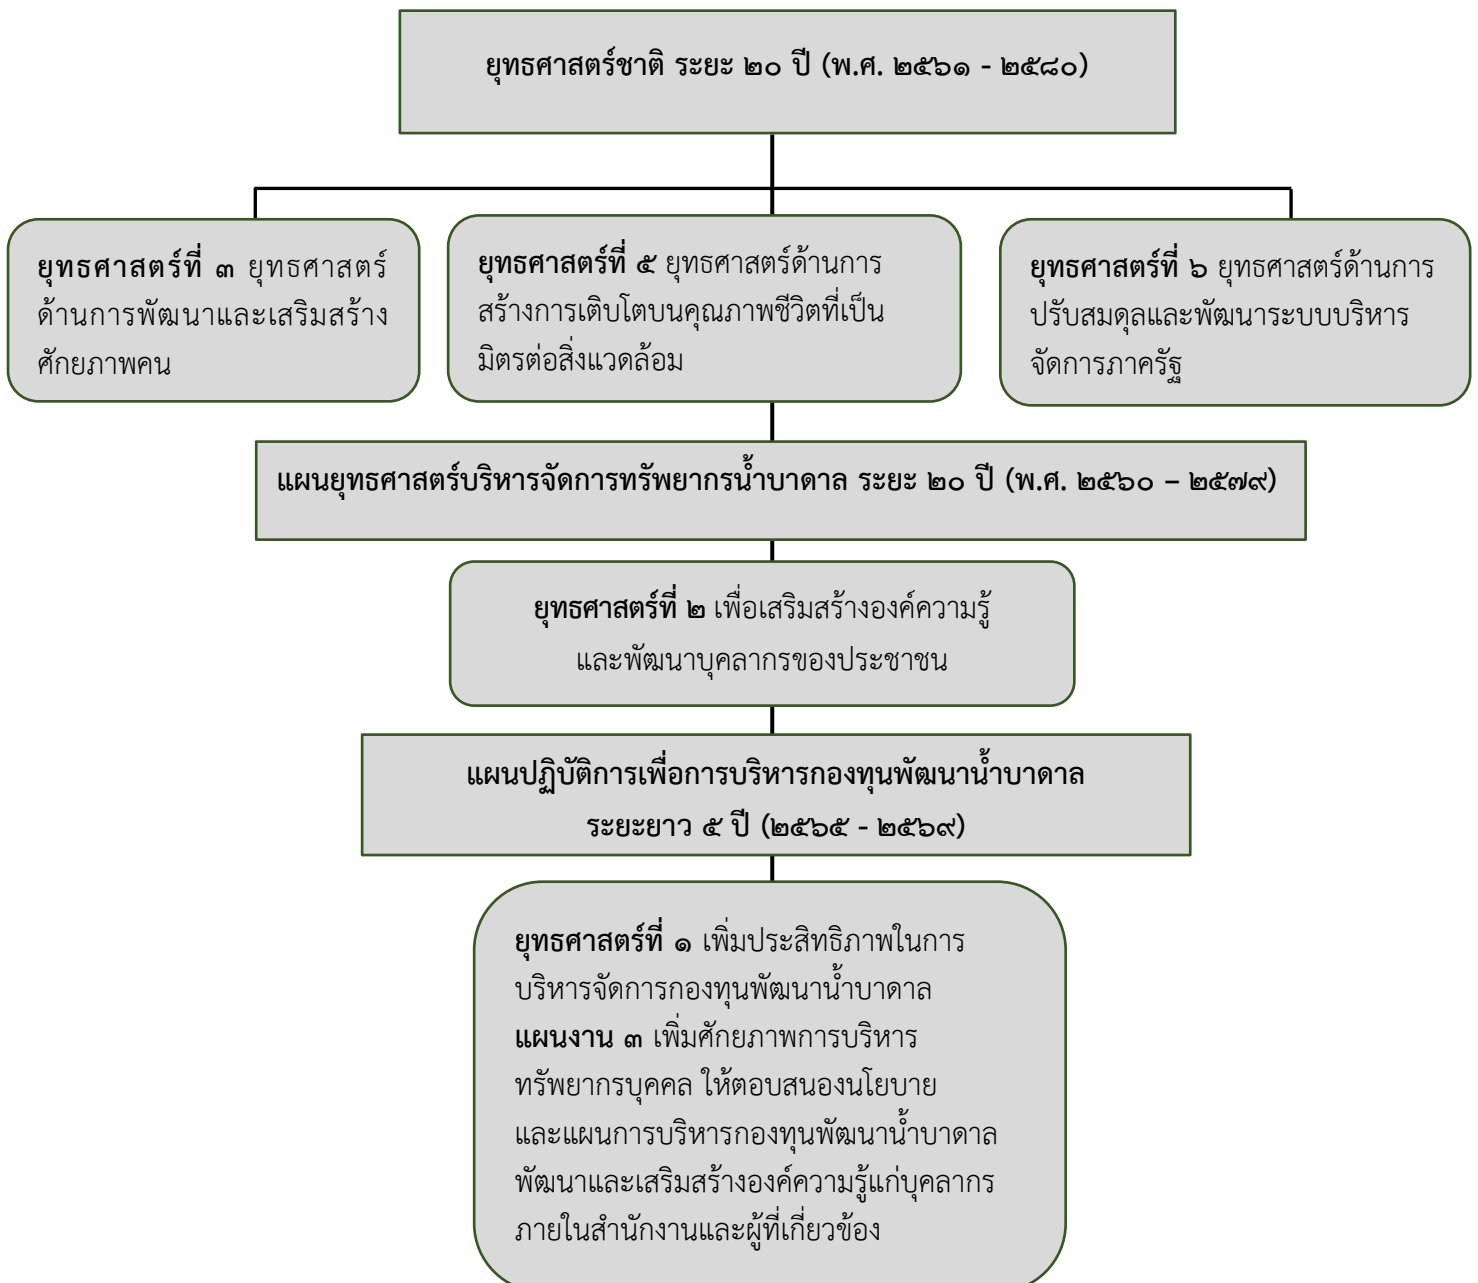 ยุทธศาสตร์ชาติ ระยะ ๒๐ ปี (พ.ศ. ๒๕๖๑ - ๒๕๘๐)
ยุทธศาสตร์ที่ ๓ ยุทธศาสตร์
ด้านการพัฒนาและเสริมสร้าง
ศักยภาพคน
ยุทธศาสตร์ที่ ๕ ยุทธศาสตร์ด้านการ
สร้างการเติบโตบนคุณภาพชีวิตที่เป็น
มิตรต่อสิ่งแวดล้อม
ยุทธศาสตร์ที่ ๖ ยุทธศาสตร์ด้านการ
ปรับสมดุลและพัฒนาระบบบริหาร
จัดการภาครัฐ
แผนยุทธศาสตร์บริหารจัดการทรัพยากรน้ำบาดาล ระยะ ๒๐ ปี (พ.ศ. ๒๕๖๐ – ๒๕๗๙)
ยุทธศาสตร์ที่ ๒ เพื่อเสริมสร้างองค์ความรู้
และพัฒนาบุคลากรของประชาชน
แผนปฏิบัติการเพื่อการบริหารกองทุนพัฒนาน้ำบาดาล
ระยะยาว ๕ ปี (๒๕๖๕ - ๒๕๖๙)
ยุทธศาสตร์ที่ ๑ เพิ่มประสิทธิภาพในการ
บริหารจัดการกองทุนพัฒนาน้ำบาดาล
แผนงาน ๓ เพิ่มศักยภาพการบริหาร
ทรัพยากรบุคคล ให้ตอบสนองนโยบาย
และแผนการบริหารกองทุนพัฒนาน้ำบาดาล
พัฒนาและเสริมสร้างองค์ความรู้แก่บุคลากร
ภายในสำนักงานและผู้ที่เกี่ยวข้อง